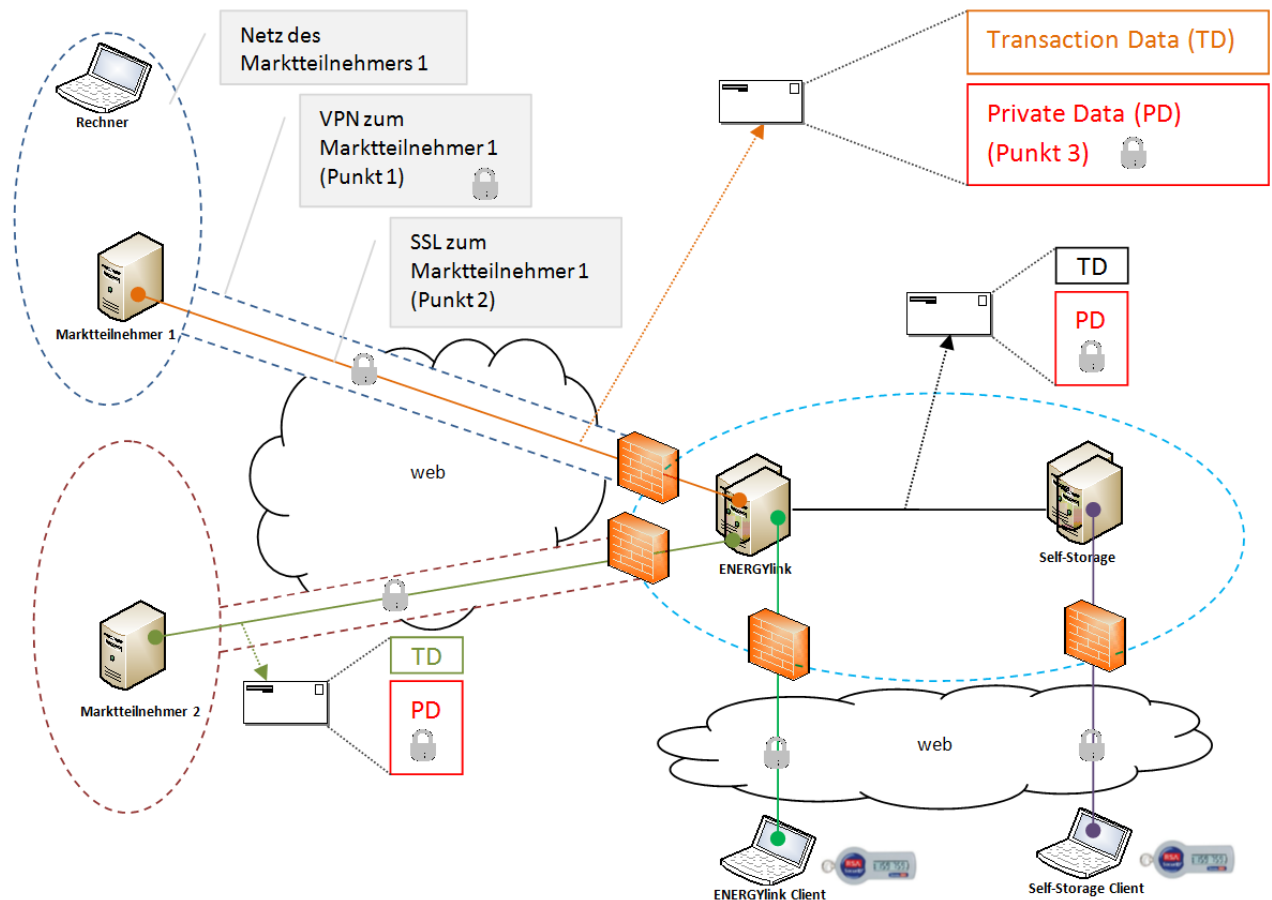 Netz des
Marktteilnehmers 1
Rechner
VPN zum
Marktteilnehmer 1
(Punkt 1)
SSL zum
Marktteilnehmer 1
(Punkt 2)
Transaction Data (TD)
Private Data (PD)
(Punkt 3)
TD
PD
Marktteilnehmer 1
web
ENERGYlink
Self-Storage
TD
PD
Marktteilnehmer 2
web
ENERGYlink Client
RSA
Self-Storage Client
RSA